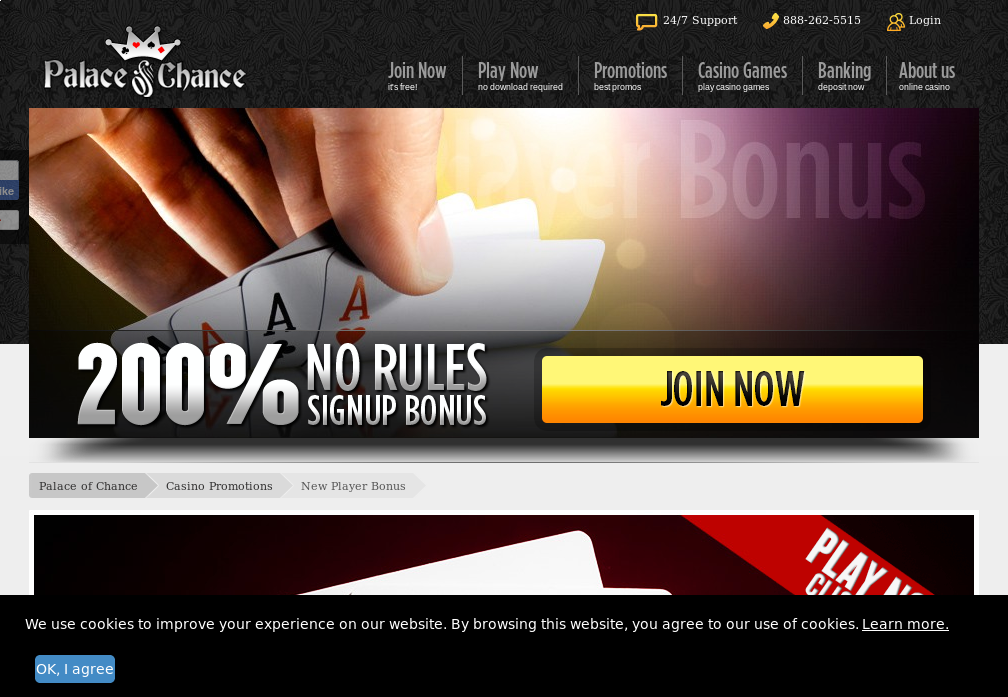 24/7 Support
888-262-5515
Login
Palace of Chance
Join Now
it's free!
Play Now
no download required
Promotions
best promos
Casino Games
play casino games
Banking
deposit now
About us
online casino
Player Bonus
ike
A A A
200% NO RULES
SIGNUP BONUS
JOIN NOW
Palace of Chance
Casino Promotions
New Player Bonus
PLAY NO
We use cookies to improve your experience on our website. By browsing this website, you agree to our use of cookies. Learn more.
OK, I agree